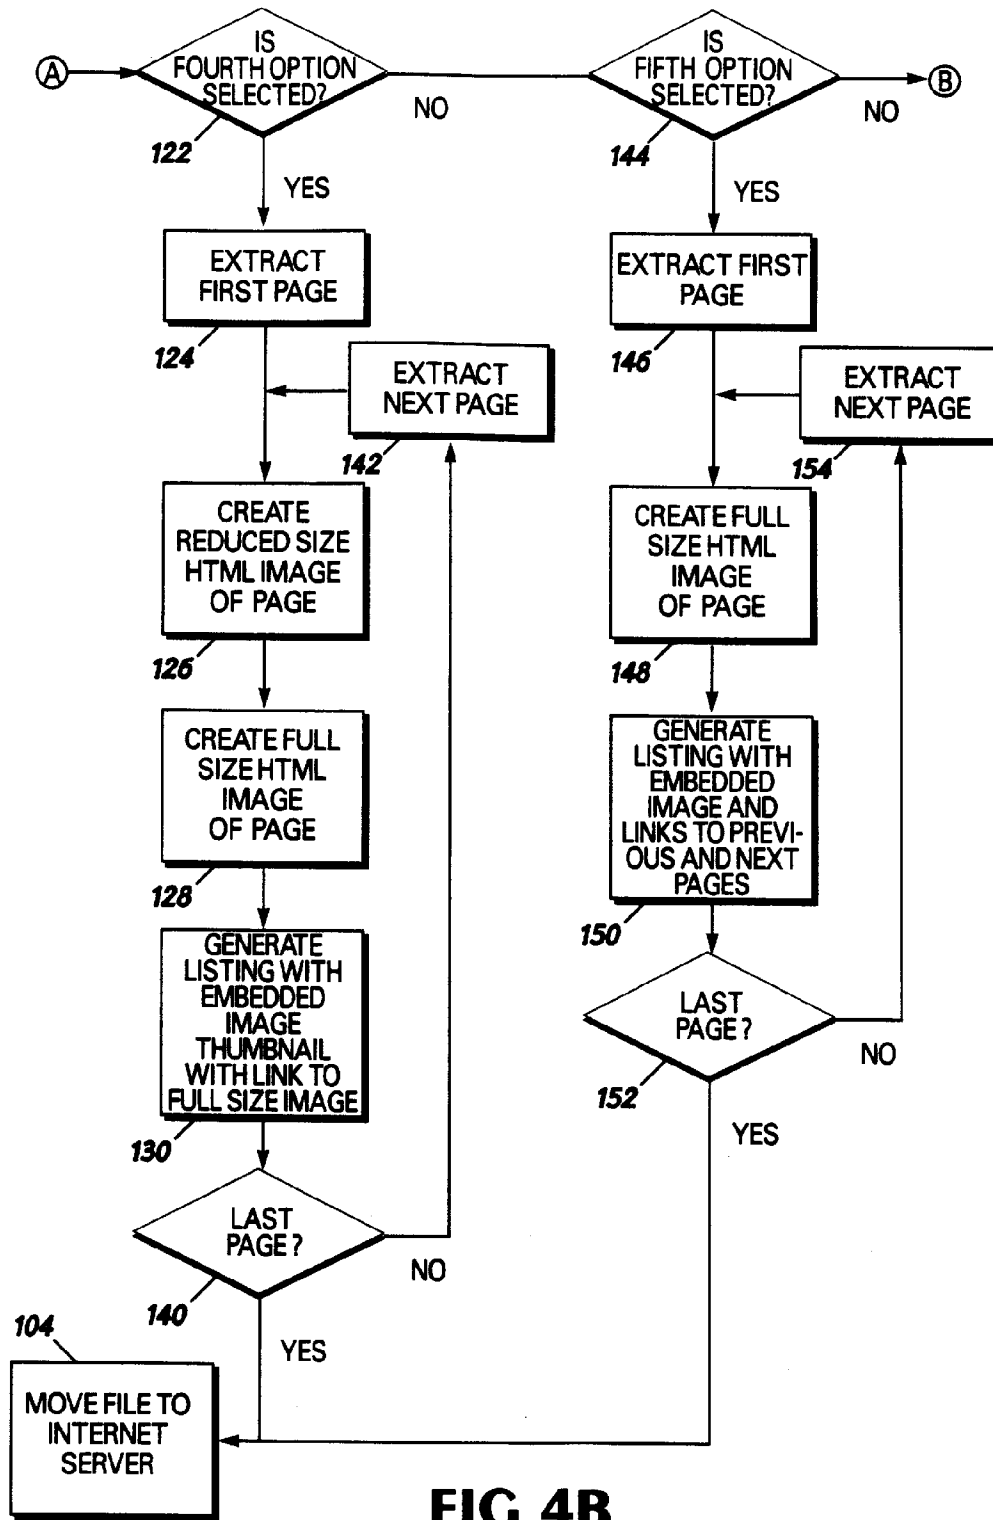 A
IS
FOURTH OPTION
SELECTED?
NO
122
YES
EXTRACT
FIRST PAGE
124
EXTRACT
NEXT PAGE
142
CREATE
REDUCED SIZE
HTML IMAGE
OF PAGE
126
CREATE FULL
SIZE HTML
IMAGE
OF PAGE
128
GENERATE
LISTING WITH
EMBEDDED
IMAGE
THUMBNAIL
WITH LINK TO
FULL SIZE IMAGE
130
LAST
PAGE?
NO
140
YES
104
MOVE FILE TO
INTERNET
SERVER
IS
FIFTH OPTION
SELECTED?
B
NO
144
YES
EXTRACT FIRST
PAGE
146
EXTRACT
NEXT PAGE
154
CREATE FULL
SIZE HTML
IMAGE
OF PAGE
148
GENERATE
LISTING WITH
EMBEDDED
IMAGE AND
LINKS TO PREVI-
OUS AND NEXT
PAGES
150
LAST
PAGE?
NO
152
YES
FIG 4B